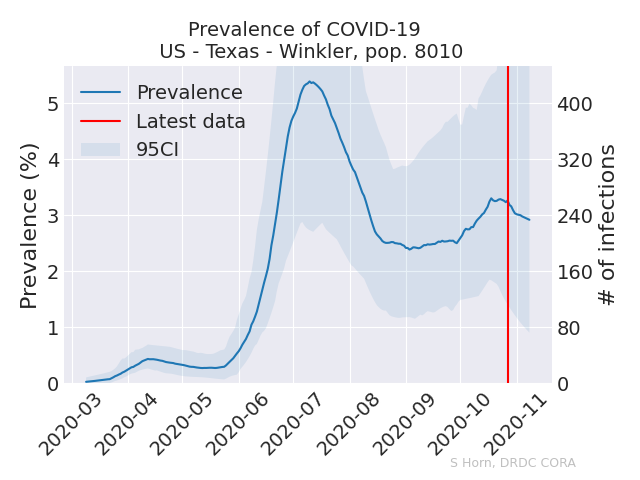 Prevalence of COVID-19
US - Texas - Winkler, pop. 8010
Prevalence
Latest data
95CI
Prevalence (%)
5
4
3
2
1
0
# of infections
400
320
240
160
80
0
2020-03
2020-04
2020-05
2020-06
2020-07
2020-08
2020-09
2020-10
2020-11
S Horn, DRDC CORA